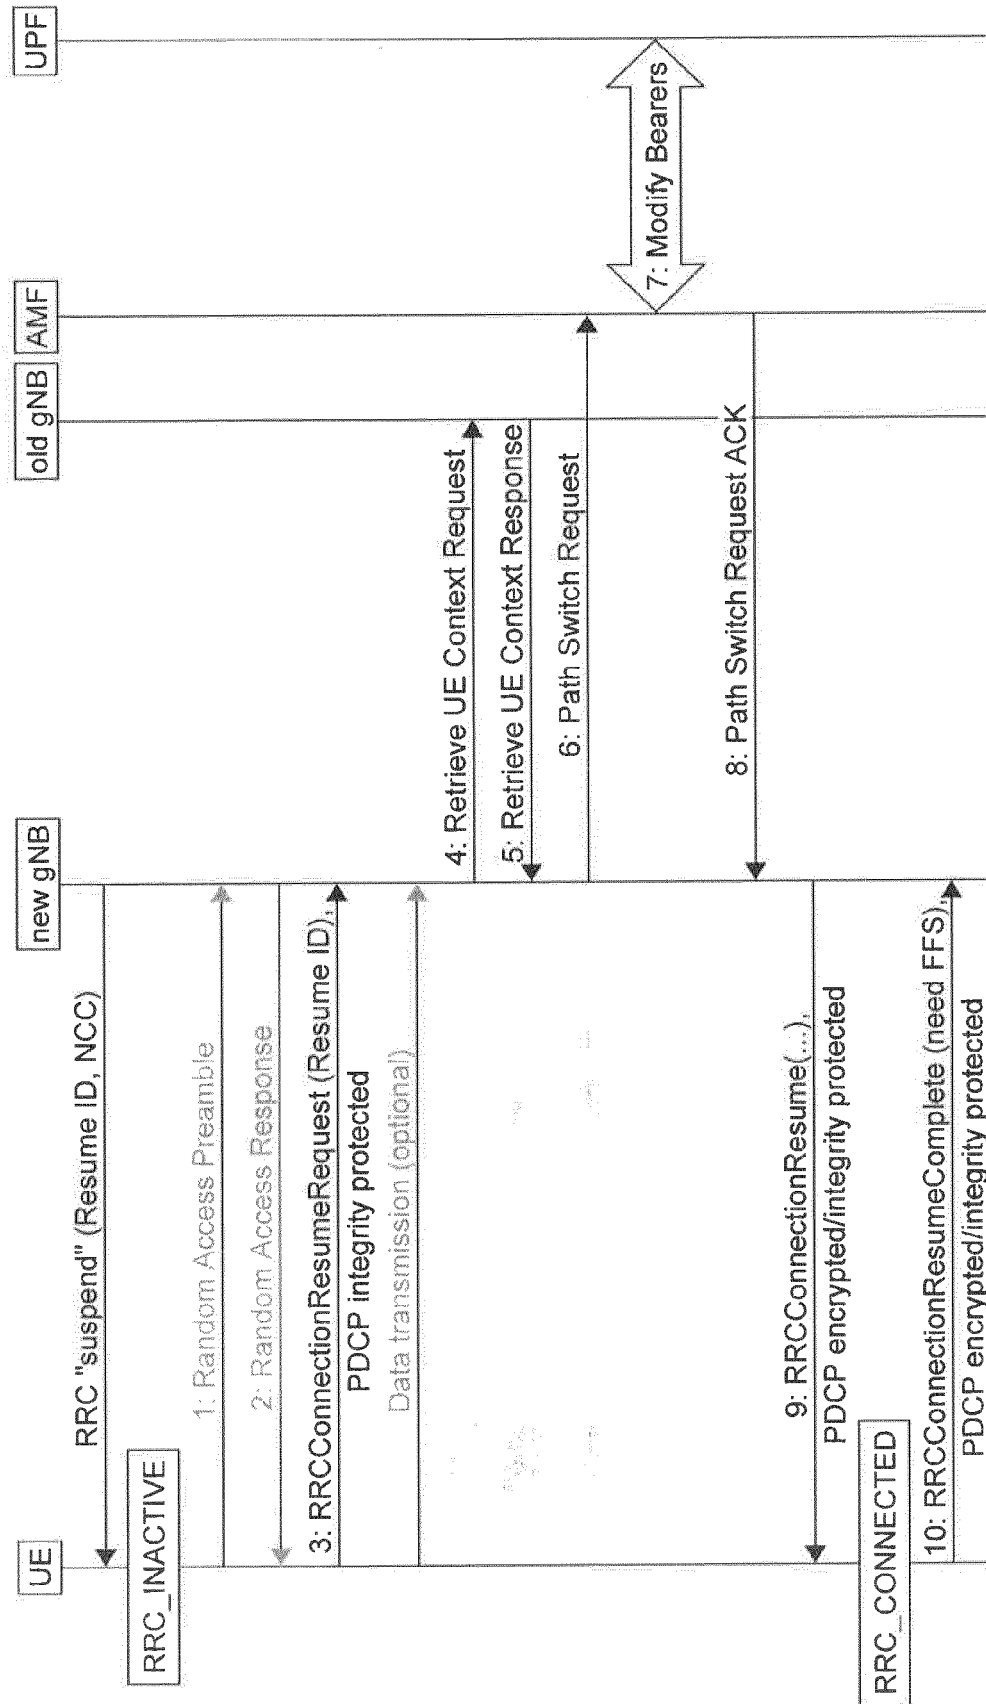 UE
new gNB
old gNB
AMF
UPF
RRC "suspend" (Resume ID, NCC)
RRC_INACTIVE
1: Random Access Preamble
2: Random Access Response
3: RRCConnectionResumeRequest (Resume ID),
PDCP integrity protected
Data transmission (optional)
4: Retrieve UE Context Request
5: Retrieve UE Context Response
6: Path Switch Request
7: Modify Bearers
8: Path Switch Request ACK
9: RRCConnectionResume(...),
PDCP encrypted/integrity protected
RRC_CONNECTED
10: RRCConnectionResumeComplete (need FFS),
PDCP encrypted/integrity protected